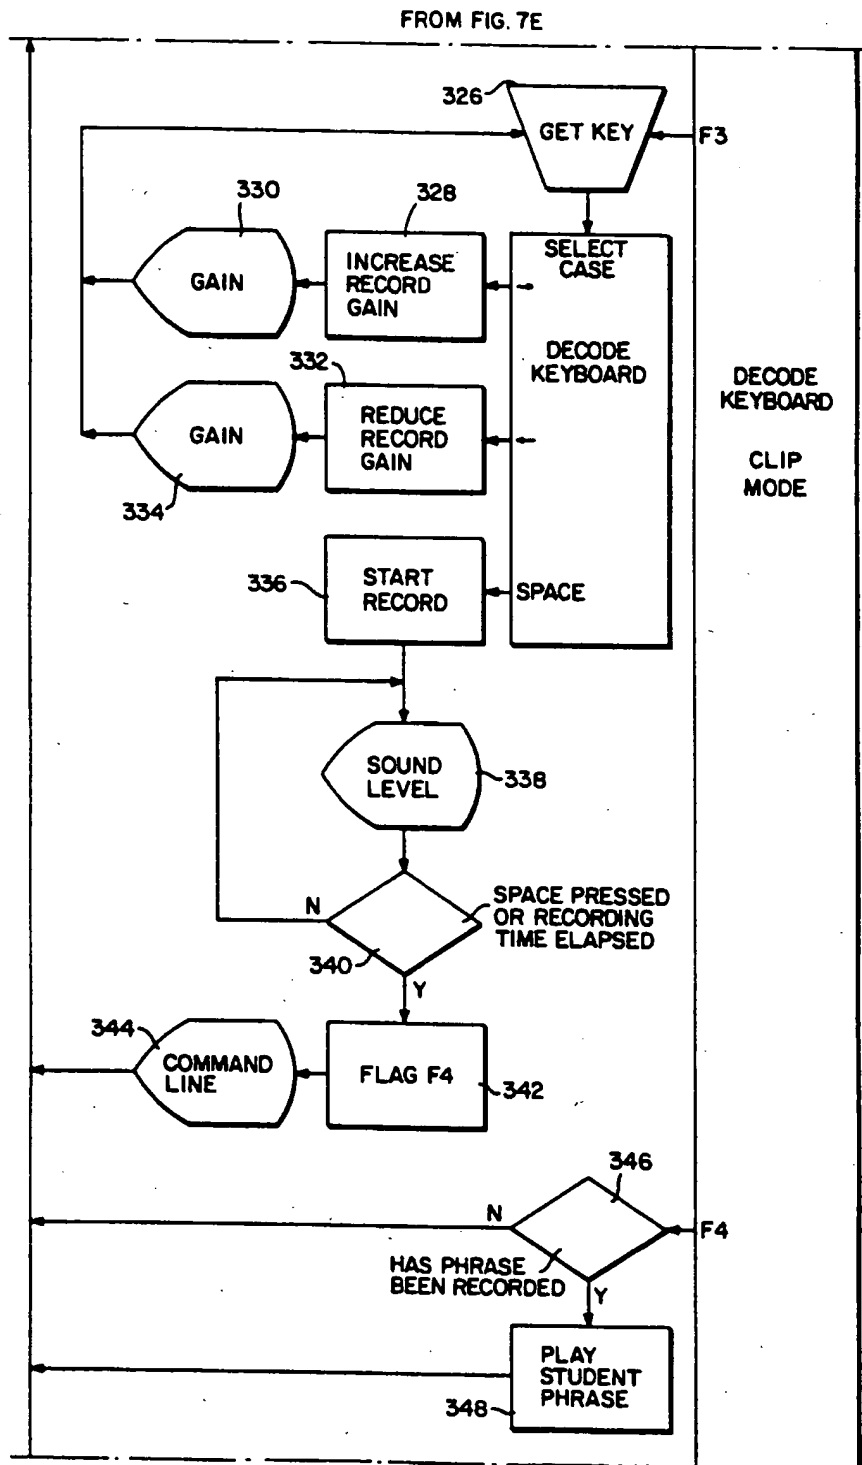 FROM FIG. 7E
326
GET KEY
F3
330
328
GAIN
INCREASE
RECORD
GAIN
SELECT
CASE
DECODE
KEYBOARD
332
GAIN
REDUCE
RECORD
GAIN
334
DECODE
KEYBOARD
CLIP
MODE
336
START
RECORD
SPACE
SOUND
LEVEL
338
N
SPACE PRESSED
OR RECORDING
TIME ELAPSED
340
Y
344
COMMAND
LINE
FLAG F4
342
346
N
F4
HAS PHRASE
BEEN RECORDED
Y
PLAY
STUDENT
PHRASE
348